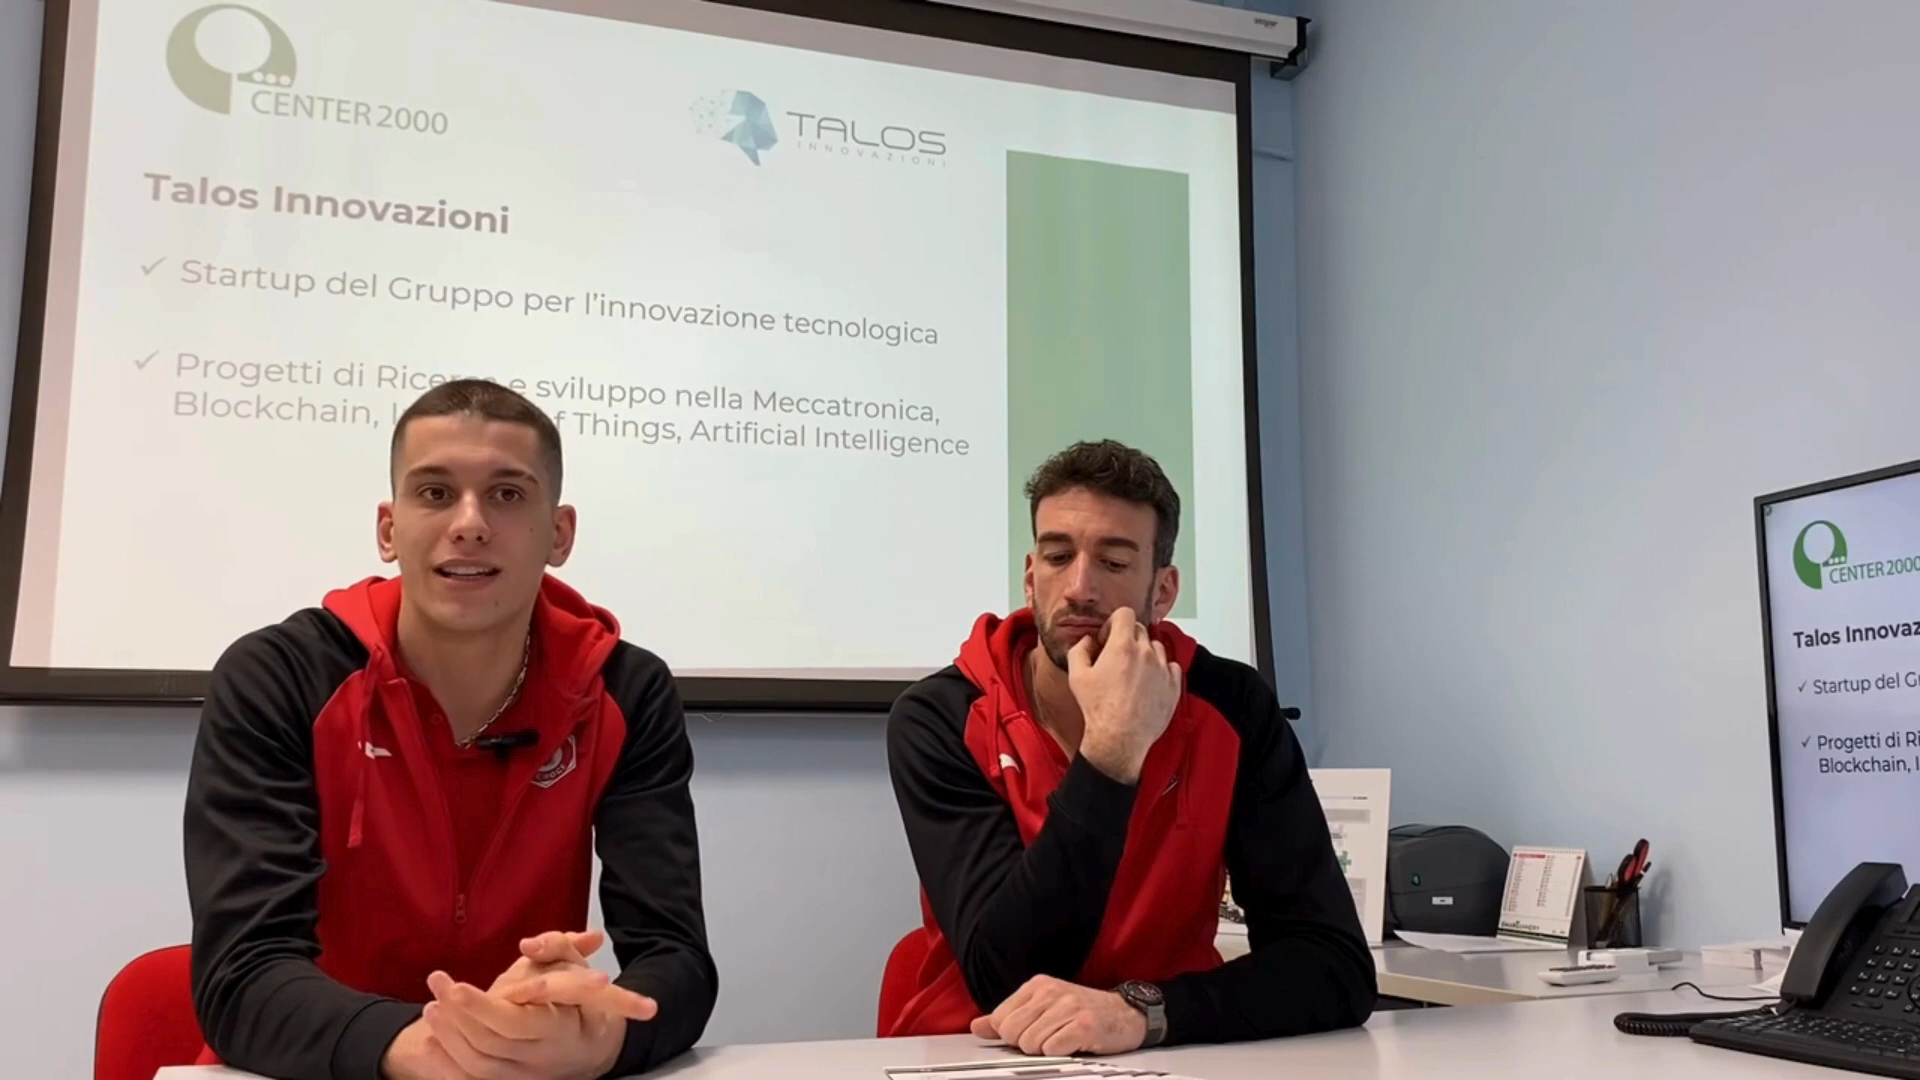 CENTER 2000
TALOS
INNOVAZIONI
Talos Innovazioni
✓ Startup del Gruppo per l'innovazione tecnologica
✓ Progetti di Ricerca e sviluppo nella Meccatronica,
Blockchain, I f Things, Artificial Intelligence
CENTER 2000
Talos Innovaz
✓ Startup del G
✓ Progetti di Ri
Blockchain, I